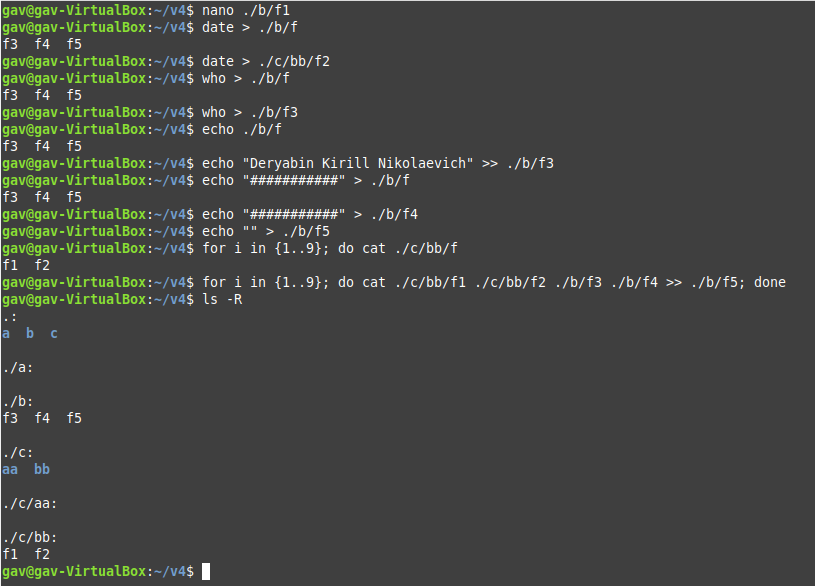 gav@gav-VirtualBox:~/v4$ nano ./b/f1
gav@gav-VirtualBox:~/v4$ date > ./b/f
f3  f4  f5
gav@gav-VirtualBox:~/v4$ date > ./c/bb/f2
gav@gav-VirtualBox:~/v4$ who > ./b/f
f3  f4  f5
gav@gav-VirtualBox:~/v4$ who > ./b/f3
gav@gav-VirtualBox:~/v4$ echo ./b/f
f3  f4  f5
gav@gav-VirtualBox:~/v4$ echo "Deryabin Kirill Nikolaevich" >> ./b/f3
gav@gav-VirtualBox:~/v4$ echo "###########" > ./b/f
f3  f4  f5
gav@gav-VirtualBox:~/v4$ echo "###########" > ./b/f4
gav@gav-VirtualBox:~/v4$ echo "" > ./b/f5
gav@gav-VirtualBox:~/v4$ for i in {1..9}; do cat ./c/bb/f
f1  f2
gav@gav-VirtualBox:~/v4$ for i in {1..9}; do cat ./c/bb/f1 ./c/bb/f2 ./b/f3 ./b/f4 >> ./b/f5; done
gav@gav-VirtualBox:~/v4$ ls -R
.:
a  b  c

./a:

./b:
f3  f4  f5

./c:
aa  bb

./c/aa:

./c/bb:
f1  f2
gav@gav-VirtualBox:~/v4$